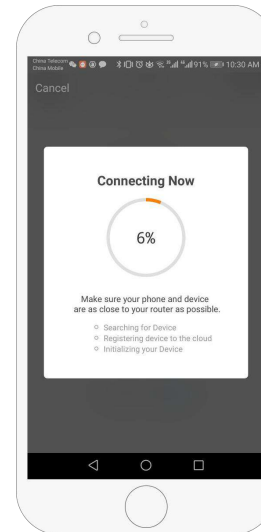 China Telecom
China Mobile
91% 10:30 AM
Cancel
Connecting Now
6%
Make sure your phone and device
are as close to your router as possible.
Searching for Device
Registering device to the cloud
Initializing your Device